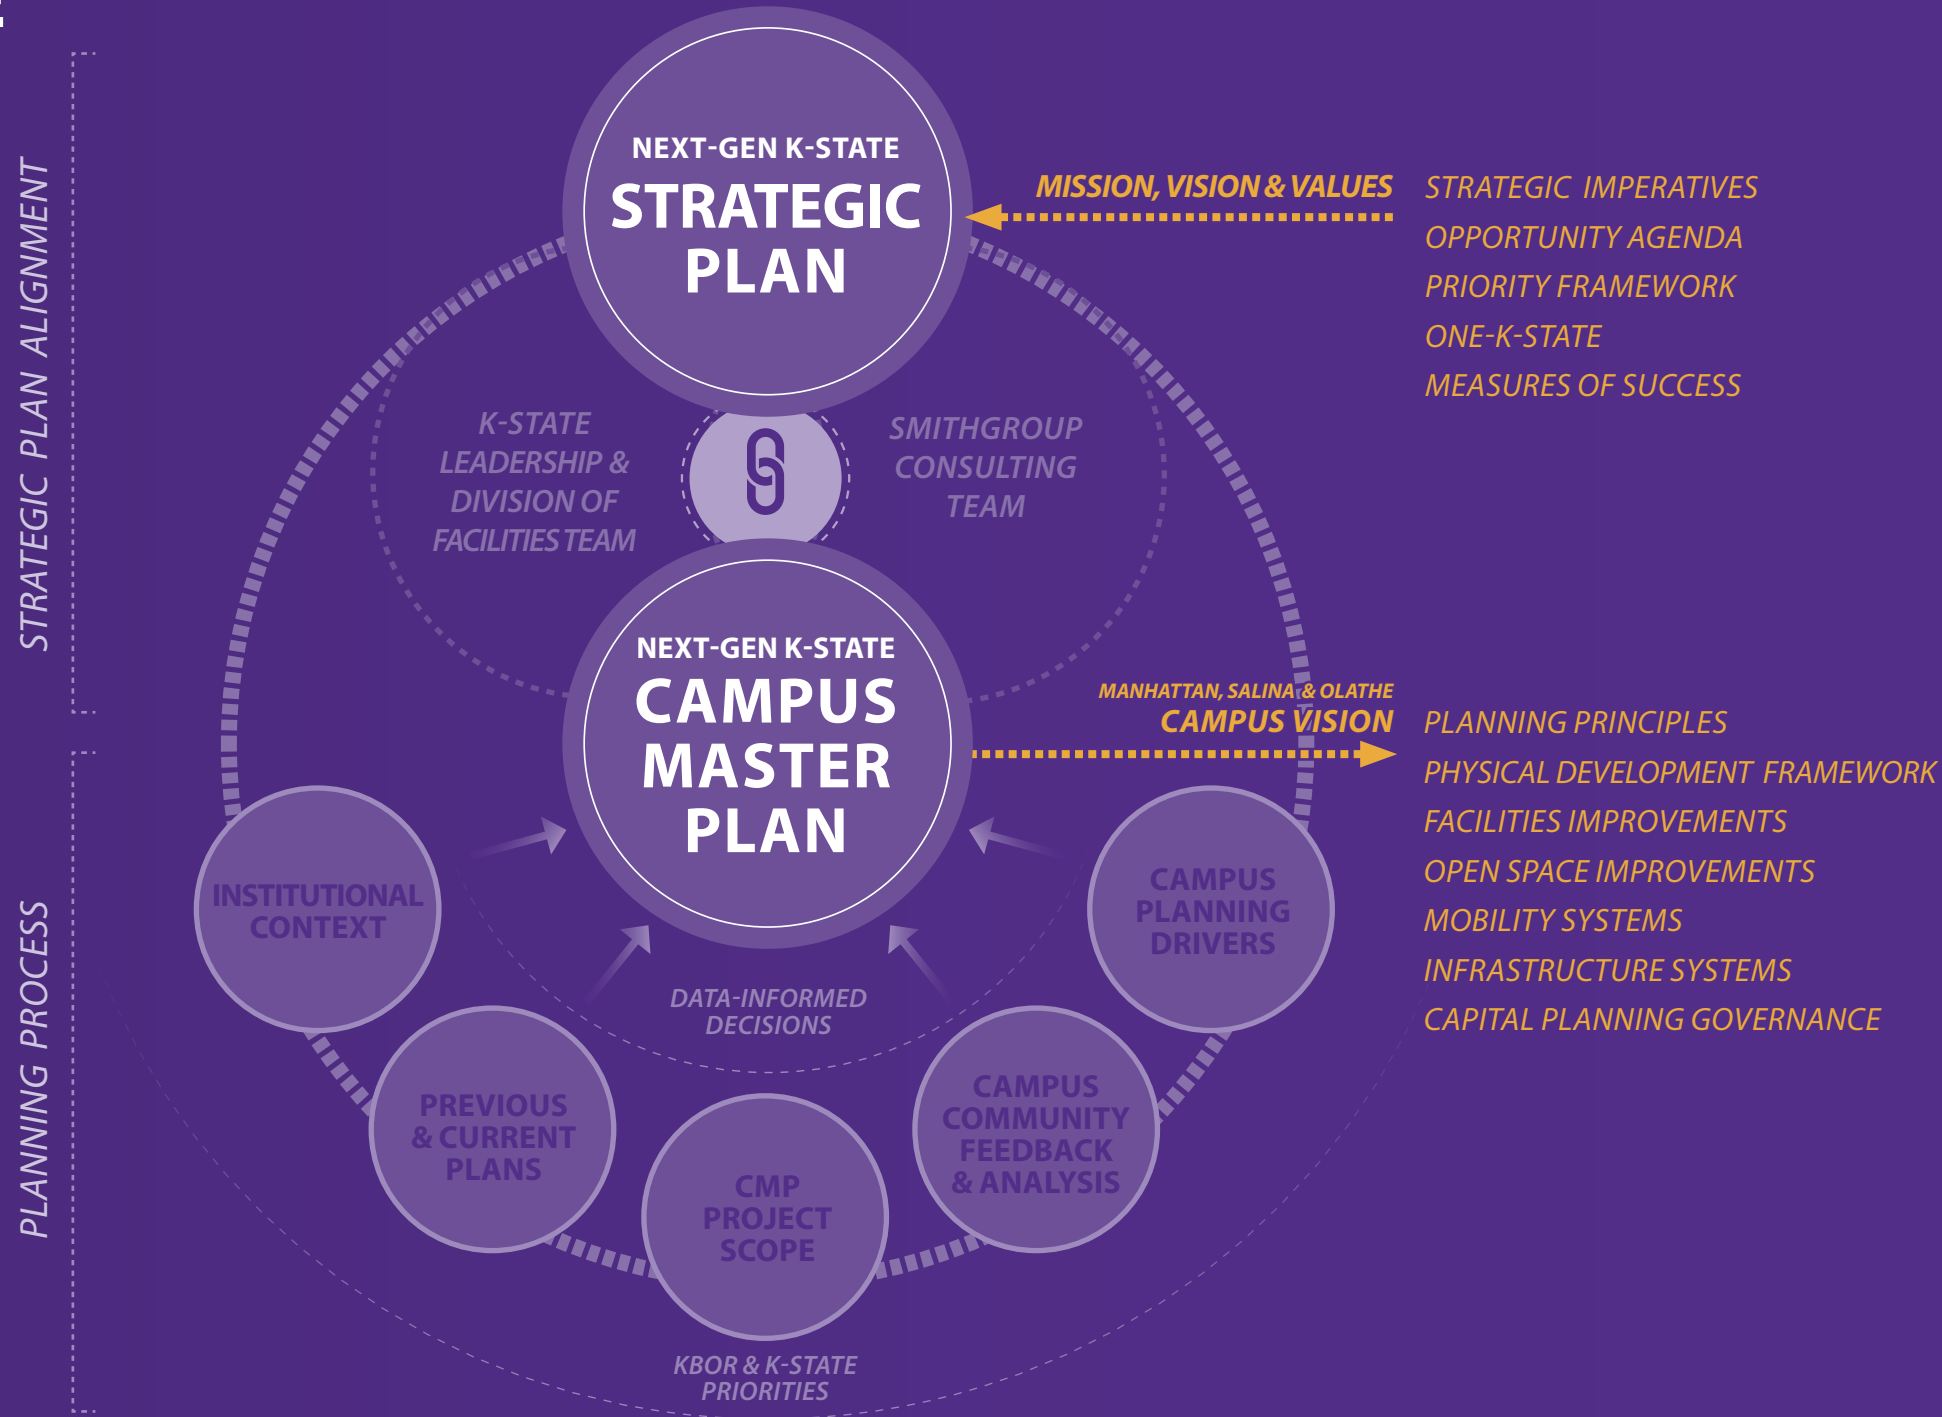 STRATEGIC PLAN ALIGNMENT
NEXT-GEN K-STATE
STRATEGIC
PLAN
MISSION, VISION & VALUES
STRATEGIC IMPERATIVES
OPPORTUNITY AGENDA
PRIORITY FRAMEWORK
ONE-K-STATE
MEASURES OF SUCCESS
K-STATE
LEADERSHIP &
DIVISION OF
FACILITIES TEAM
SMITHGROUP
CONSULTING
TEAM
NEXT-GEN K-STATE
CAMPUS
MASTER
PLAN
MANHATTAN, SALINA & OLATHE
CAMPUS VISION
PLANNING PRINCIPLES
PHYSICAL DEVELOPMENT FRAMEWORK
FACILITIES IMPROVEMENTS
OPEN SPACE IMPROVEMENTS
MOBILITY SYSTEMS
INFRASTRUCTURE SYSTEMS
CAPITAL PLANNING GOVERNANCE
PLANNING PROCESS
INSTITUTIONAL
CONTEXT
PREVIOUS
& CURRENT
PLANS
CMP
PROJECT
SCOPE
CAMPUS
COMMUNITY
FEEDBACK
& ANALYSIS
CAMPUS
PLANNING
DRIVERS
DATA-INFORMED
DECISIONS
KBOR & K-STATE
PRIORITIES